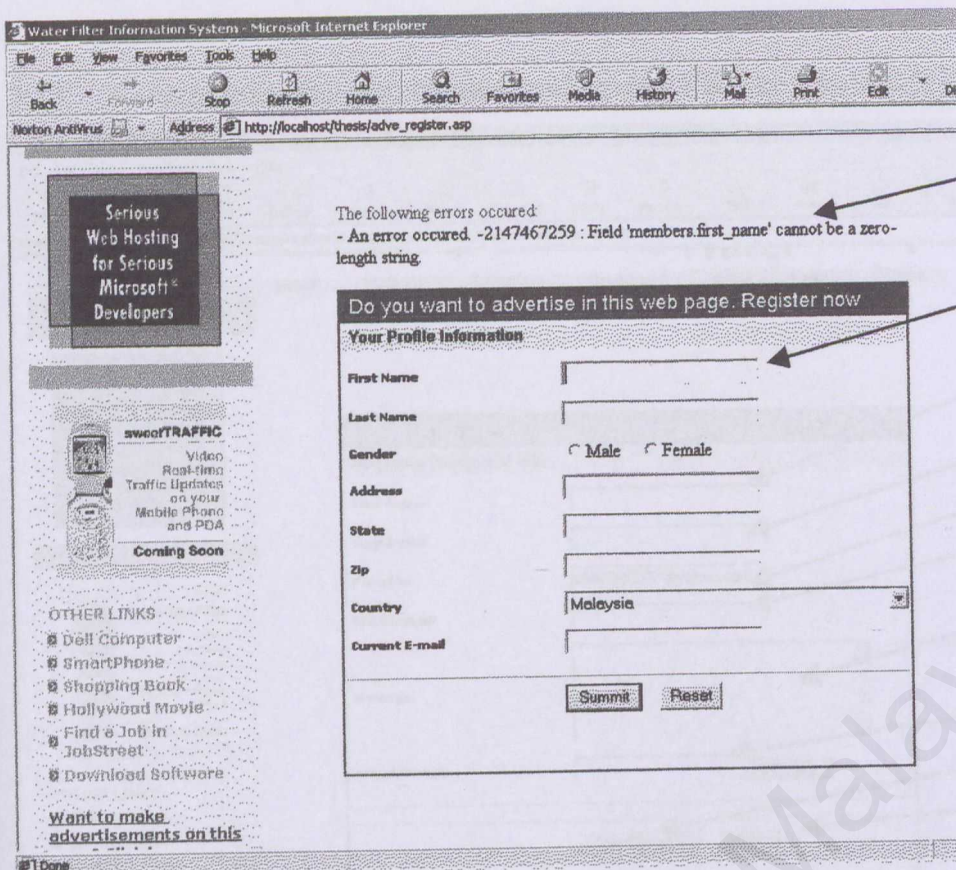 Water Filter Information System - Microsoft Internet Explorer
File Edit View Favorites Tools Help
Back Forward Stop Refresh Home Search Favorites Media History Mail Print Edit
Norton AntiVirus Address http://localhost/thesis/adve_register.asp
Serious
Web Hosting
for Serious
Microsoft®
Developers
The following errors occured:
- An error occured. -2147467259 : Field 'members.first_name' cannot be a zero-
length string.
Do you want to advertise in this web page. Register now
Your Profile Information
First Name
Last Name
Gender Male Female
Address
State
Zip
Country Malaysia
Current E-mail
Summit Reset
sweetTRAFFIC
Video
Real-time
Traffic Updates
on your
Mobile Phone
and PDA
Coming Soon
OTHER LINKS
Dell Computer
SmartPhone
Shopping Book
Hollywood Movie
Find a Job in
JobStreet
Download Software
Want to make
advertisements on this
Done
Malay